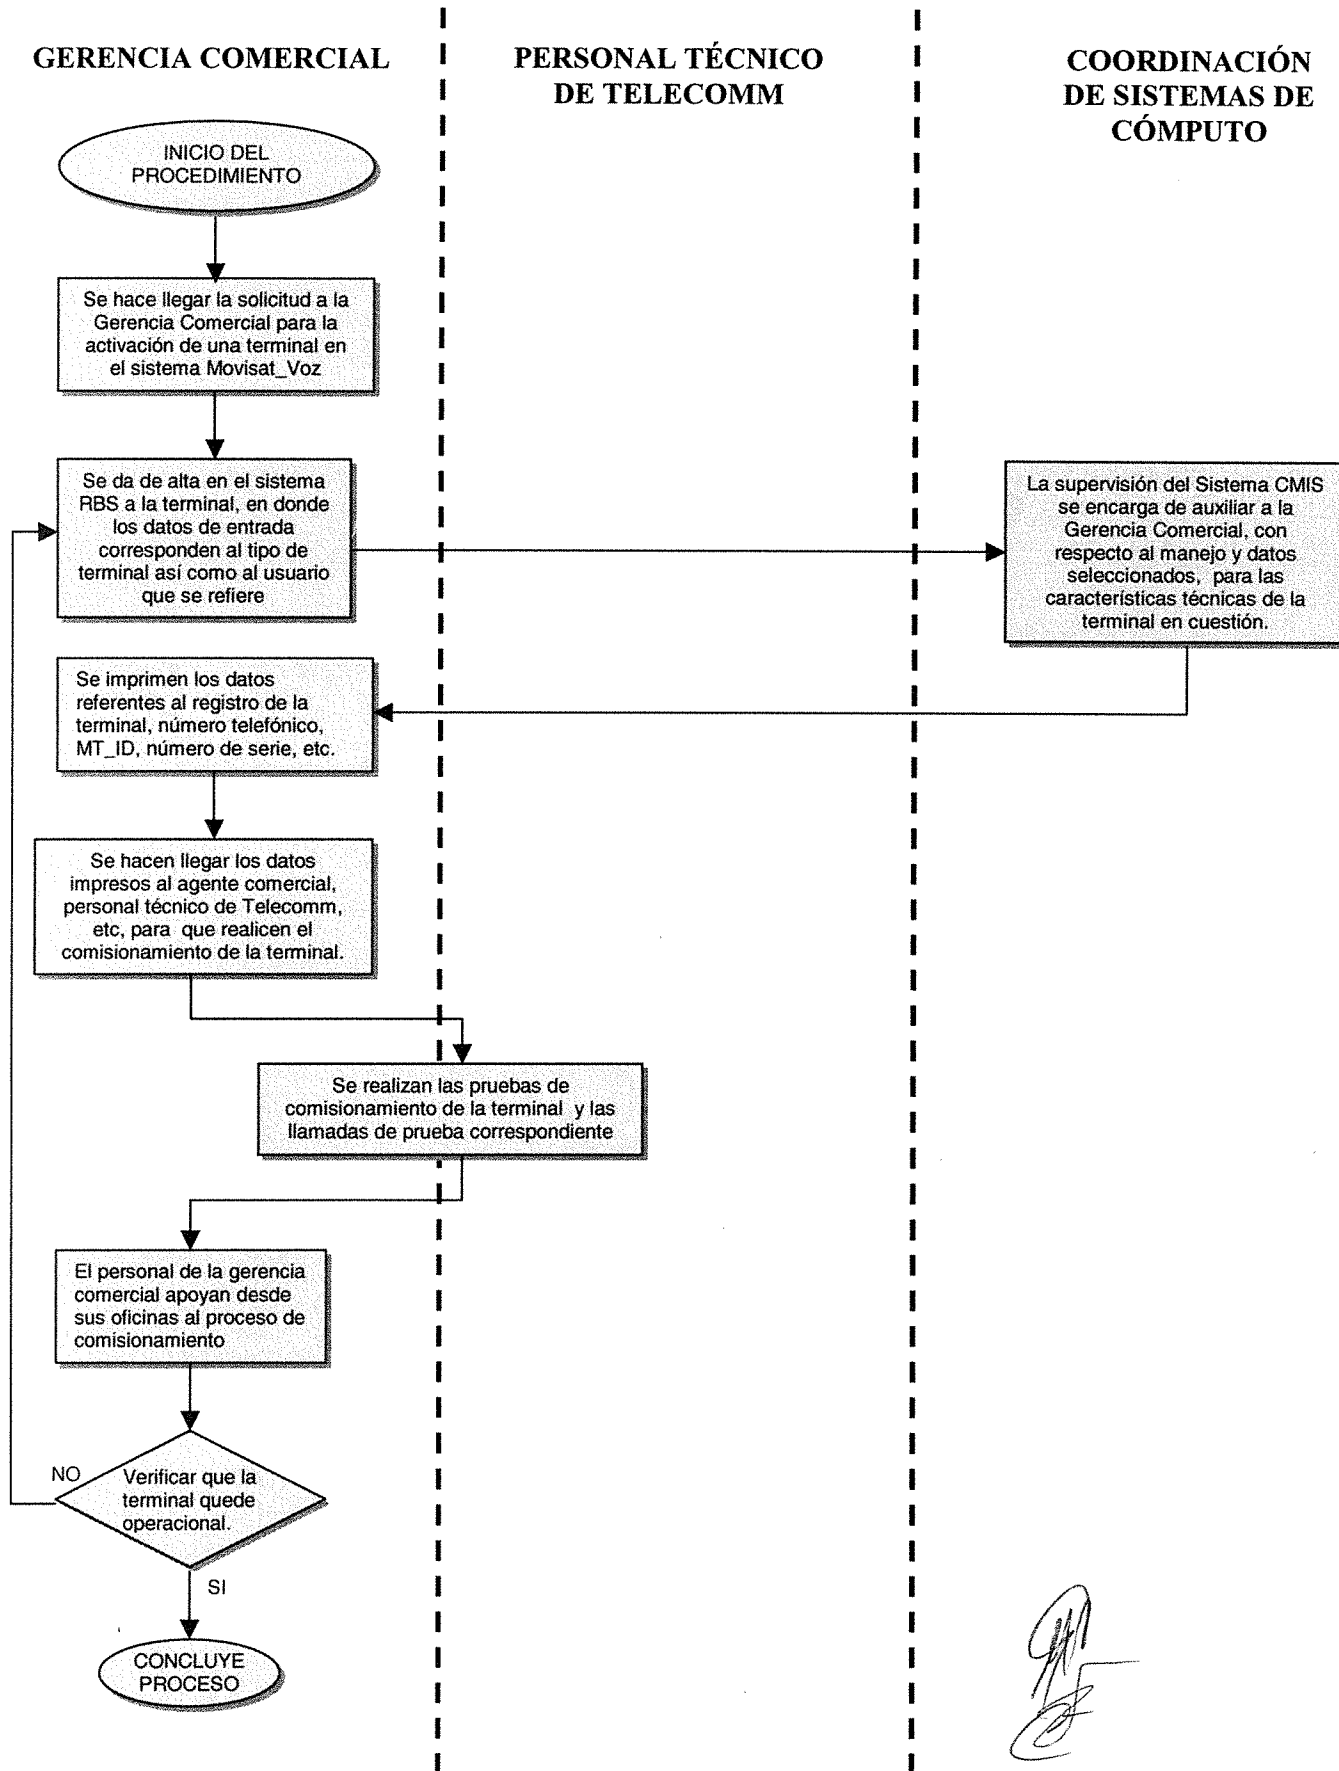 GERENCIA COMERCIAL
PERSONAL TÉCNICO
DE TELECOMM
COORDINACIÓN
DE SISTEMAS DE
CÓMPUTO
INICIO DEL
PROCEDIMIENTO
Se hace llegar la solicitud a la
Gerencia Comercial para la
activación de una terminal en
el sistema Movisat_Voz
Se da de alta en el sistema
RBS a la terminal, en donde
los datos de entrada
corresponden al tipo de
terminal así como al usuario
que se refiere
La supervisión del Sistema CMIS
se encarga de auxiliar a la
Gerencia Comercial, con
respecto al manejo y datos
seleccionados, para las
características técnicas de la
terminal en cuestión.
Se imprimen los datos
referentes al registro de la
terminal, número telefónico,
MT_ID, número de serie, etc.
Se hacen llegar los datos
impresos al agente comercial,
personal técnico de Telecomm,
etc, para que realicen el
comisionamiento de la terminal.
Se realizan las pruebas de
comisionamiento de la terminal y las
llamadas de prueba correspondiente
El personal de la gerencia
comercial apoyan desde
sus oficinas al proceso de
comisionamiento
NO
Verificar que la
terminal quede
operacional.
SI
CONCLUYE
PROCESO